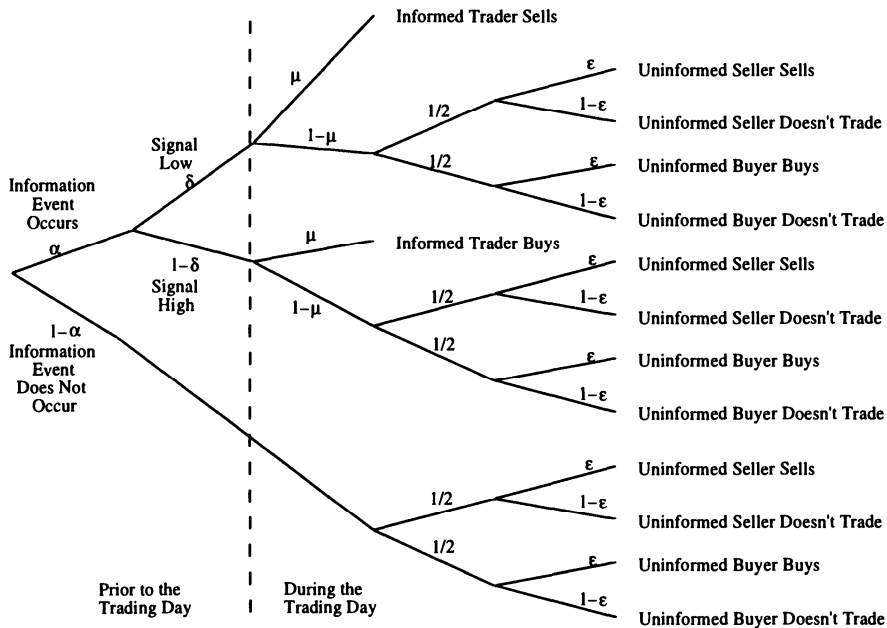 Informed Trader Sells
μ
ε
Uninformed Seller Sells
1/2
1–ε
Uninformed Seller Doesn't Trade
Signal
Low
δ
1–μ
1/2
ε
Uninformed Buyer Buys
1–ε
Uninformed Buyer Doesn't Trade
Information
Event
Occurs
α
μ
Informed Trader Buys
1–δ
Signal
High
1–μ
1/2
ε
Uninformed Seller Sells
1–ε
Uninformed Seller Doesn't Trade
1/2
ε
Uninformed Buyer Buys
1–ε
Uninformed Buyer Doesn't Trade
1–α
Information
Event
Does Not
Occur
1/2
ε
Uninformed Seller Sells
1–ε
Uninformed Seller Doesn't Trade
1/2
ε
Uninformed Buyer Buys
1–ε
Uninformed Buyer Doesn't Trade
Prior to the
Trading Day
During the
Trading Day